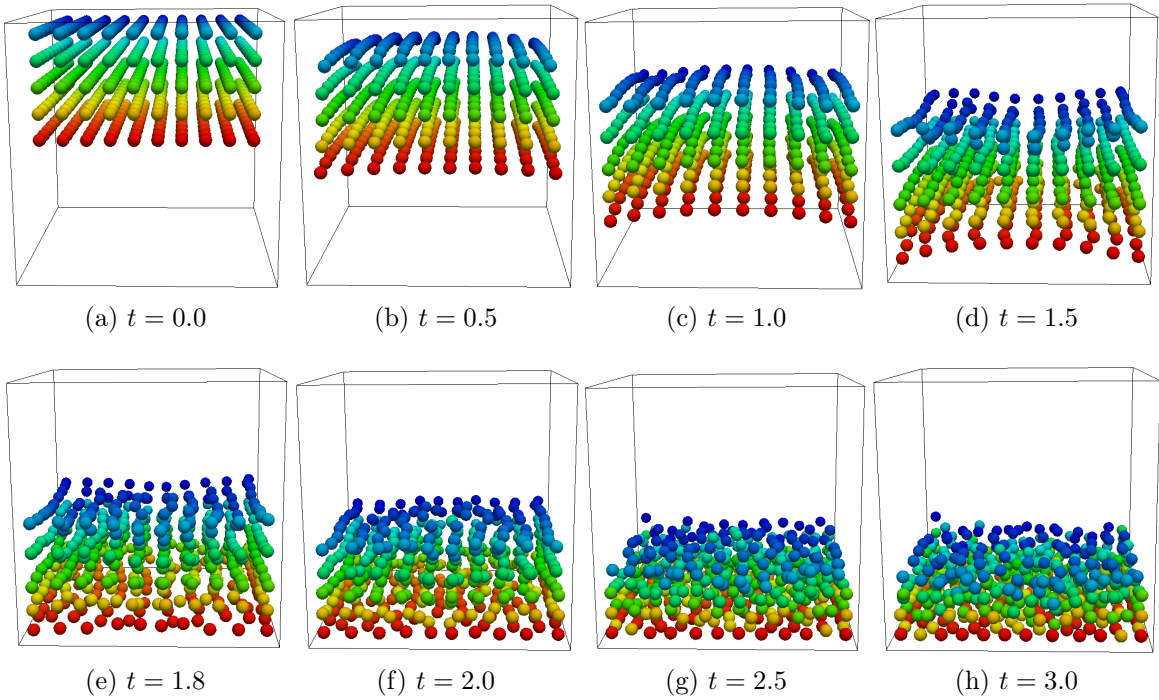 (a) t = 0.0
(b) t = 0.5
(c) t = 1.0
(d) t = 1.5
(e) t = 1.8
(f) t = 2.0
(g) t = 2.5
(h) t = 3.0